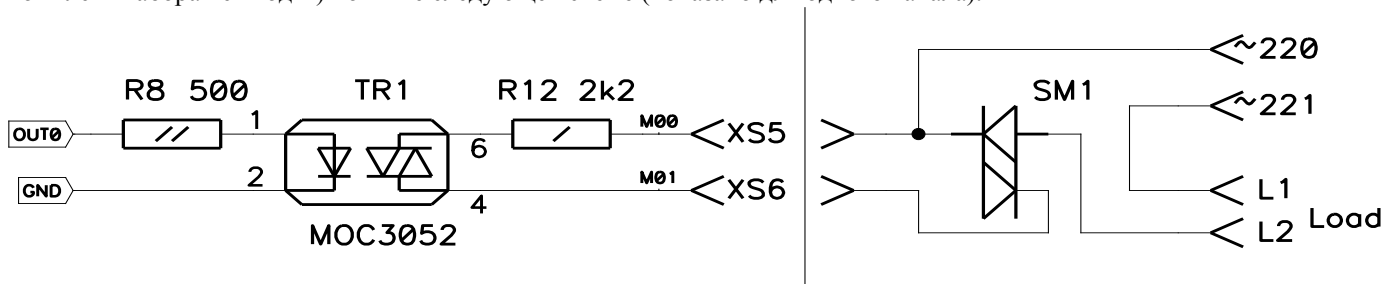 ~220
R8 500
TR1
R12 2k2
SM1
~221
OUT0
1
6
M00
XS5
GND
2
4
M01
XS6
L1
L2
Load
MOC3052